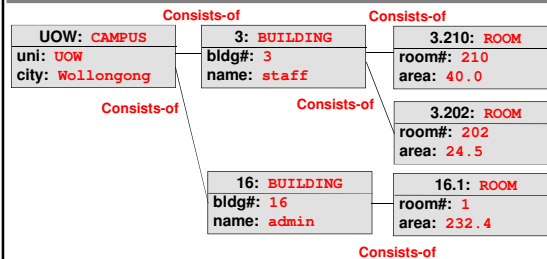 Consists-of
Consists-of
UOW: CAMPUS
uni: UOW
city: Wollongong
3: BUILDING
bldg#: 3
name: staff
3.210: ROOM
room#: 210
area: 40.0
Consists-of
Consists-of
3.202: ROOM
room#: 202
area: 24.5
16: BUILDING
bldg#: 16
name: admin
16.1: ROOM
room#: 1
area: 232.4
Consists-of